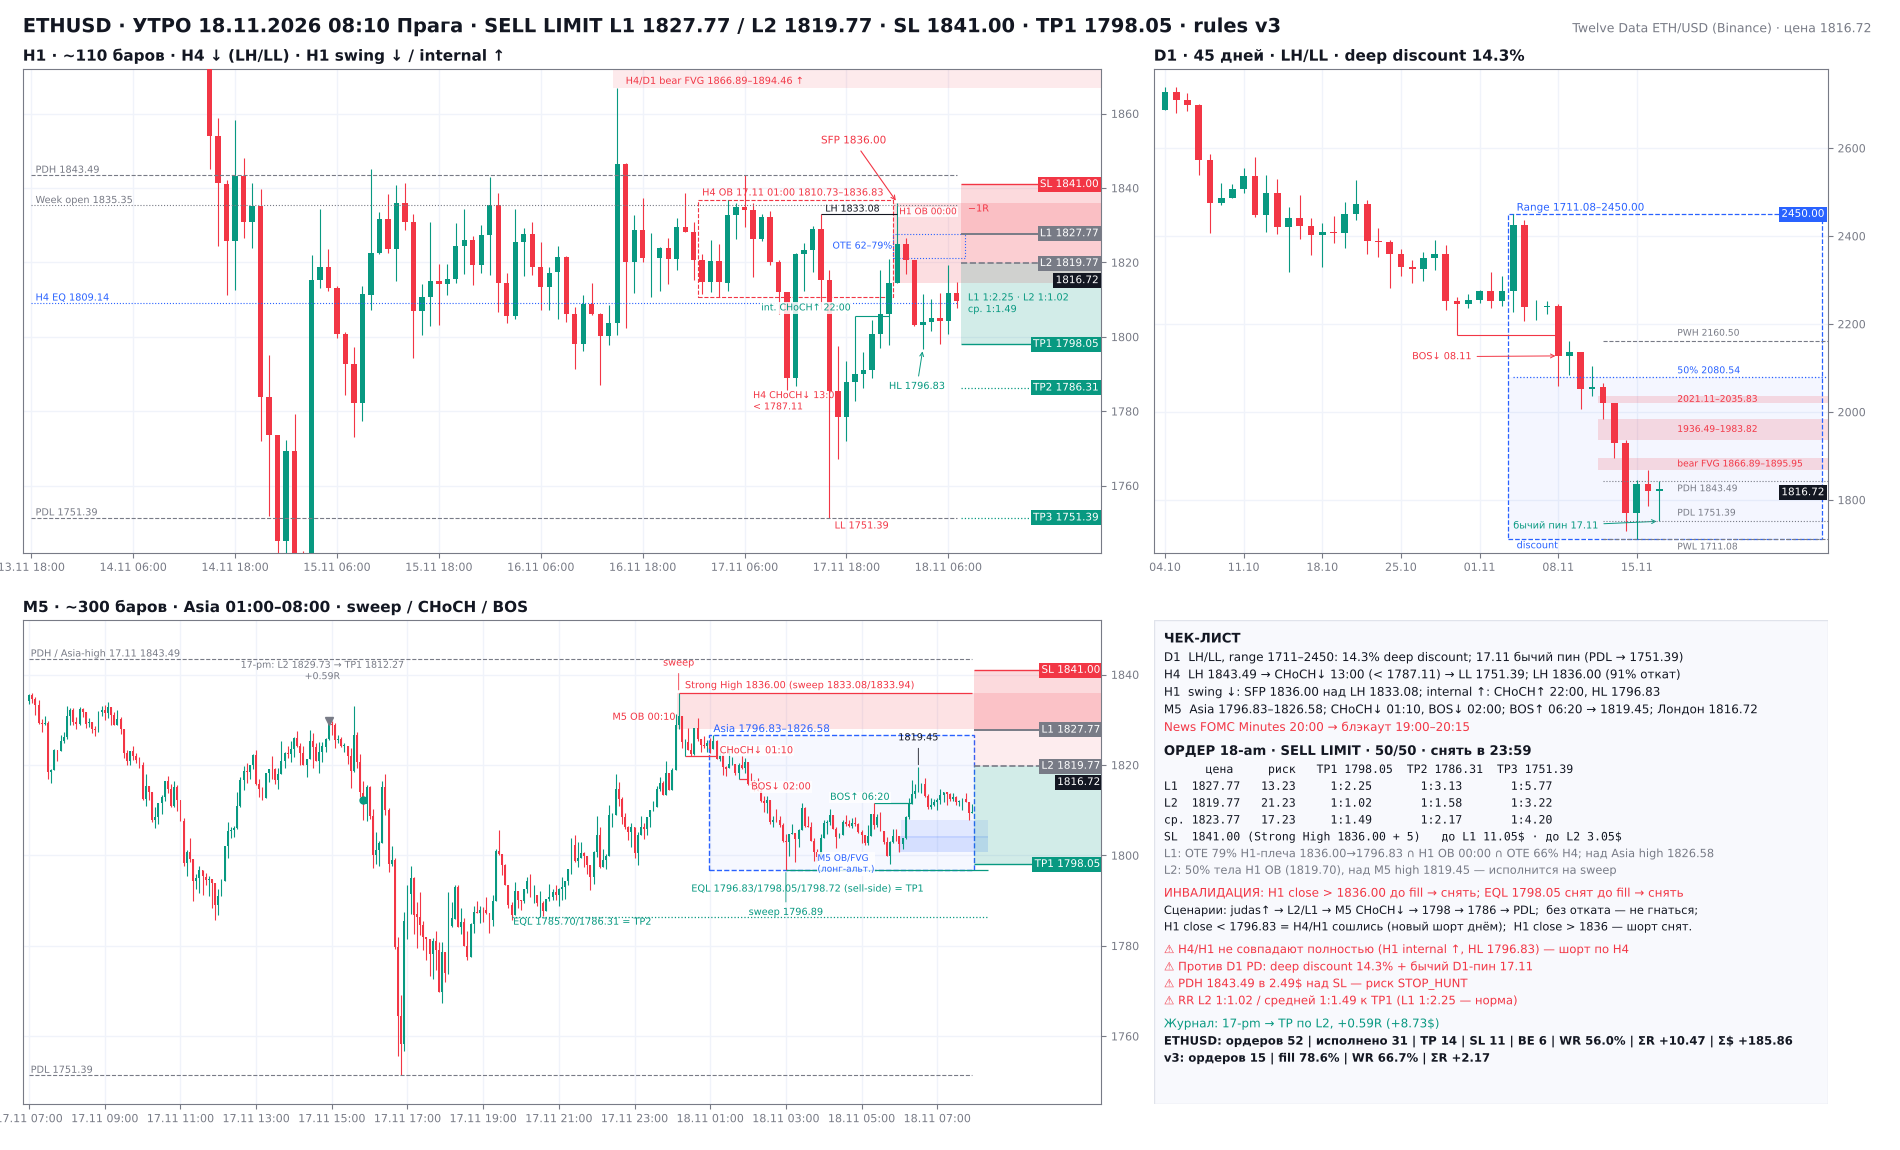 ETHUSD · УТРО 18.11.2026 08:10 Прага · SELL LIMIT L1 1827.77 / L2 1819.77 · SL 1841.00 · TP1 1798.05 · rules v3
Twelve Data ETH/USD (Binance) · цена 1816.72
H1 · ~110 баров · H4 ↓ (LH/LL) · H1 swing ↓ / internal ↑
H4/D1 bear FVG 1866.89–1894.46 ↑
1860
SFP 1836.00
PDH 1843.49
SL 1841.00
1840
H4 OB 17.11 01:00 1810.73–1836.83
Week open 1835.35
LH 1833.08
H1 OB 00:00
−1R
L1 1827.77
OTE 62–79%
L2 1819.77
1820
1816.72
H4 EQ 1809.14
int. CHoCH↑ 22:00
L1 1:2.25 · L2 1:1.02
ср. 1:1.49
1800
TP1 1798.05
HL 1796.83
TP2 1786.31
H4 CHoCH↓ 13:00
< 1787.11
1780
1760
PDL 1751.39
LL 1751.39
TP3 1751.39
13.11 18:00
14.11 06:00
14.11 18:00
15.11 06:00
15.11 18:00
16.11 06:00
16.11 18:00
17.11 06:00
17.11 18:00
18.11 06:00
D1 · 45 дней · LH/LL · deep discount 14.3%
2600
Range 1711.08–2450.00
2450.00
2400
2200
PWH 2160.50
BOS↓ 08.11
50% 2080.54
2021.11–2035.83
2000
1936.49–1983.82
bear FVG 1866.89–1895.95
PDH 1843.49
1816.72
1800
PDL 1751.39
бычий пин 17.11
discount
PWL 1711.08
04.10
11.10
18.10
25.10
01.11
08.11
15.11
M5 · ~300 баров · Asia 01:00–08:00 · sweep / CHoCH / BOS
PDH / Asia-high 17.11 1843.49
17-pm: L2 1829.73 → TP1 1812.27
+0.59R
sweep
SL 1841.00
1840
Strong High 1836.00 (sweep 1833.08/1833.94)
M5 OB 00:10
Asia 1796.83–1826.58
L1 1827.77
1819.45
CHoCH↓ 01:10
L2 1819.77
1820
1816.72
BOS↓ 02:00
BOS↑ 06:20
M5 OB/FVG
(лонг-альт.)
1800
TP1 1798.05
EQL 1796.83/1798.05/1798.72 (sell-side) = TP1
sweep 1796.89
EQL 1785.70/1786.31 = TP2
1780
1760
PDL 1751.39
17.11 07:00
17.11 09:00
17.11 11:00
17.11 13:00
17.11 15:00
17.11 17:00
17.11 19:00
17.11 21:00
17.11 23:00
18.11 01:00
18.11 03:00
18.11 05:00
18.11 07:00
ЧЕК-ЛИСТ
D1 LH/LL, range 1711–2450: 14.3% deep discount; 17.11 бычий пин (PDL → 1751.39)
H4 LH 1843.49 → CHoCH↓ 13:00 (< 1787.11) → LL 1751.39; LH 1836.00 (91% откат)
H1 swing ↓: SFP 1836.00 над LH 1833.08; internal ↑: CHoCH↑ 22:00, HL 1796.83
M5 Asia 1796.83–1826.58; CHoCH↓ 01:10, BOS↓ 02:00; BOS↑ 06:20 → 1819.45; Лондон 1816.72
News FOMC Minutes 20:00 → блэкаут 19:00–20:15
ОРДЕР 18-am · SELL LIMIT · 50/50 · снять в 23:59
цена риск TP1 1798.05 TP2 1786.31 TP3 1751.39
L1 1827.77 13.23 1:2.25 1:3.13 1:5.77
L2 1819.77 21.23 1:1.02 1:1.58 1:3.22
ср. 1823.77 17.23 1:1.49 1:2.17 1:4.20
SL 1841.00 (Strong High 1836.00 + 5) до L1 11.05$ · до L2 3.05$
L1: OTE 79% H1-плеча 1836.00→1796.83 ∩ H1 OB 00:00 ∩ OTE 66% H4; над Asia high 1826.58
L2: 50% тела H1 OB (1819.70), над M5 high 1819.45 — исполнится на sweep
ИНВАЛИДАЦИЯ: H1 close > 1836.00 до fill → снять; EQL 1798.05 снят до fill → снять
Сценарии: judas↑ → L2/L1 → M5 CHoCH↓ → 1798 → 1786 → PDL; без отката — не гнаться;
H1 close < 1796.83 = H4/H1 сошлись (новый шорт днём); H1 close > 1836 — шорт снят.
⚠ H4/H1 не совпадают полностью (H1 internal ↑, HL 1796.83) — шорт по H4
⚠ Против D1 PD: deep discount 14.3% + бычий D1-пин 17.11
⚠ PDH 1843.49 в 2.49$ над SL — риск STOP_HUNT
⚠ RR L2 1:1.02 / средней 1:1.49 к TP1 (L1 1:2.25 — норма)
Журнал: 17-pm → TP по L2, +0.59R (+8.73$)
ETHUSD: ордеров 52 | исполнено 31 | TP 14 | SL 11 | BE 6 | WR 56.0% | ΣR +10.47 | Σ$ +185.86
v3: ордеров 15 | fill 78.6% | WR 66.7% | ΣR +2.17